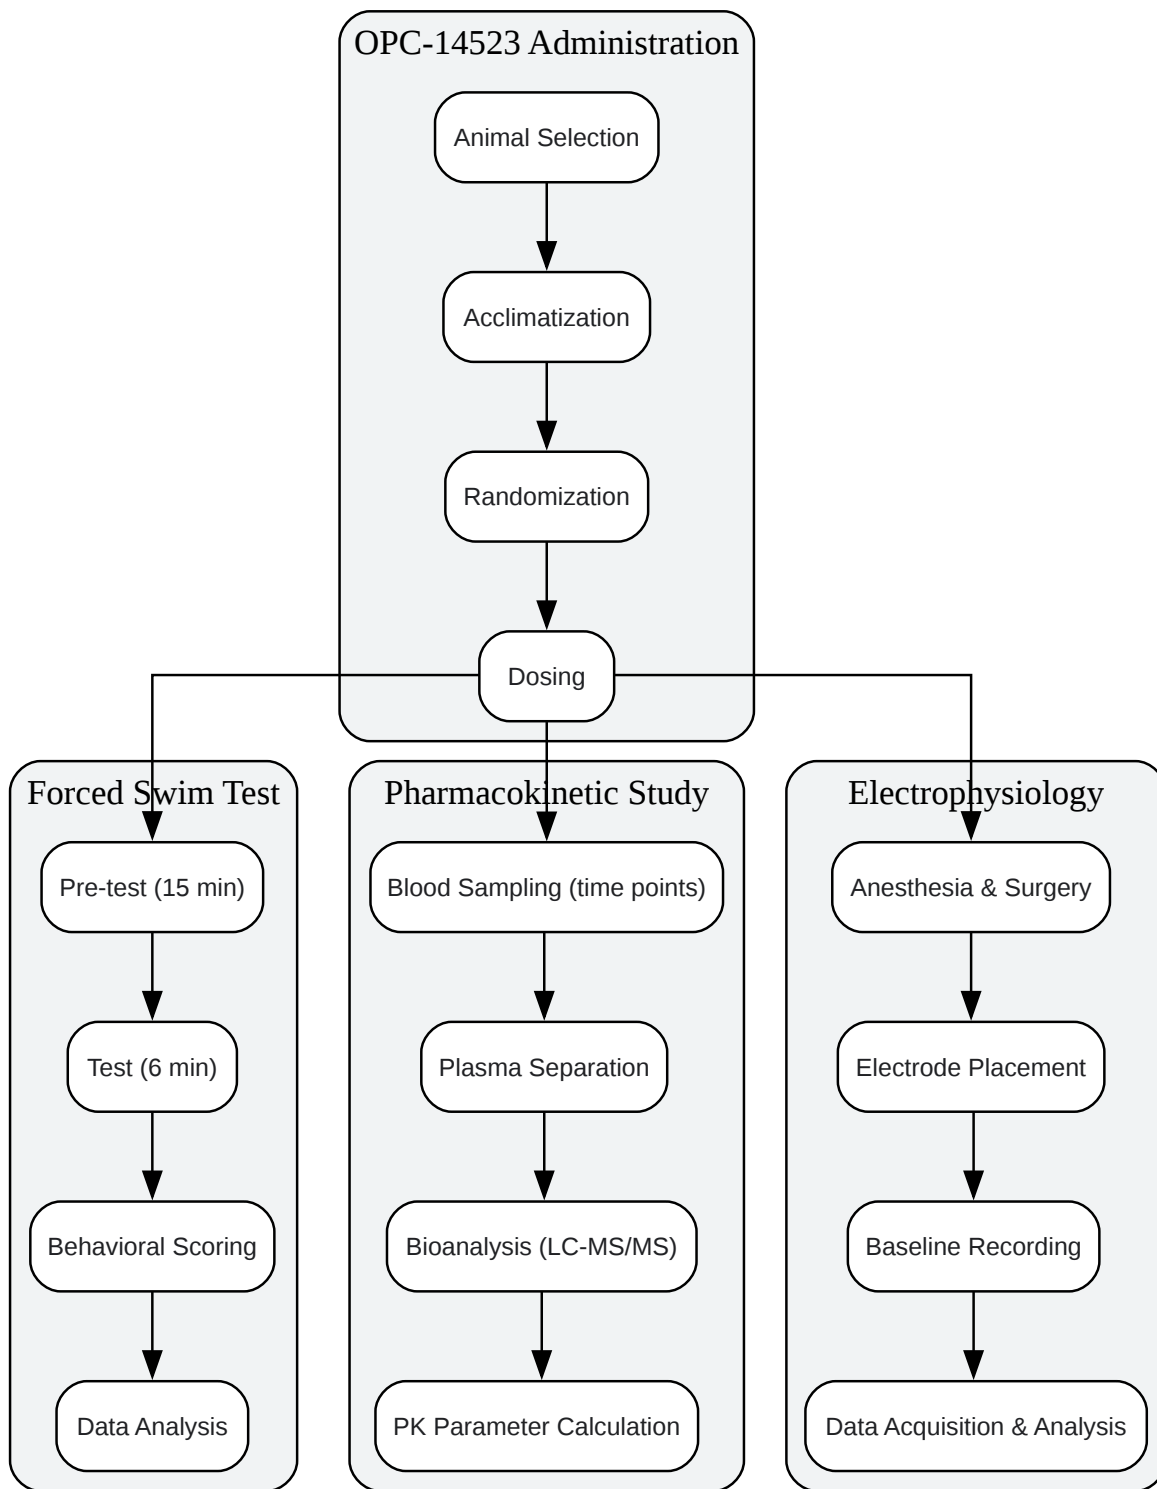 OPC-14523 Administration
Animal Selection
Acclimatization
Randomization
Dosing
Forced Swim Test
Pre-test (15 min)
Test (6 min)
Behavioral Scoring
Data Analysis
Pharmacokinetic Study
Blood Sampling (time points)
Plasma Separation
Bioanalysis (LC-MS/MS)
PK Parameter Calculation
Electrophysiology
Anesthesia & Surgery
Electrode Placement
Baseline Recording
Data Acquisition & Analysis